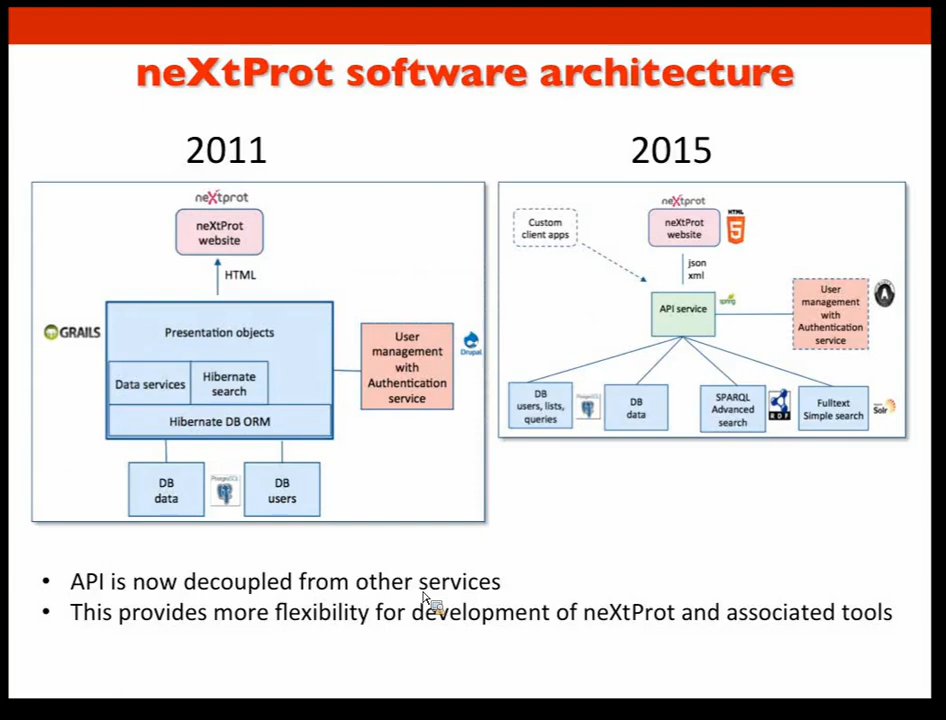 neXtProt software architecture
2011
2015
neXtprot
neXtProt
website
HTML
GRAILS
Presentation objects
Data services
Hibernate
search
Hibernate DB ORM
User
management
with
Authentication
service
Drupal
DB
data
PostgreSQL
DB
users
Custom
client apps
neXtprot
neXtProt
website
HTML
5
json
xml
API service
spring
User
management
with
Authentication
service
A
DB
users, lists,
queries
DB
data
SPARQL
Advanced
search
RDF
Fulltext
Simple search
Solr
• API is now decoupled from other services
• This provides more flexibility for development of neXtProt and associated tools